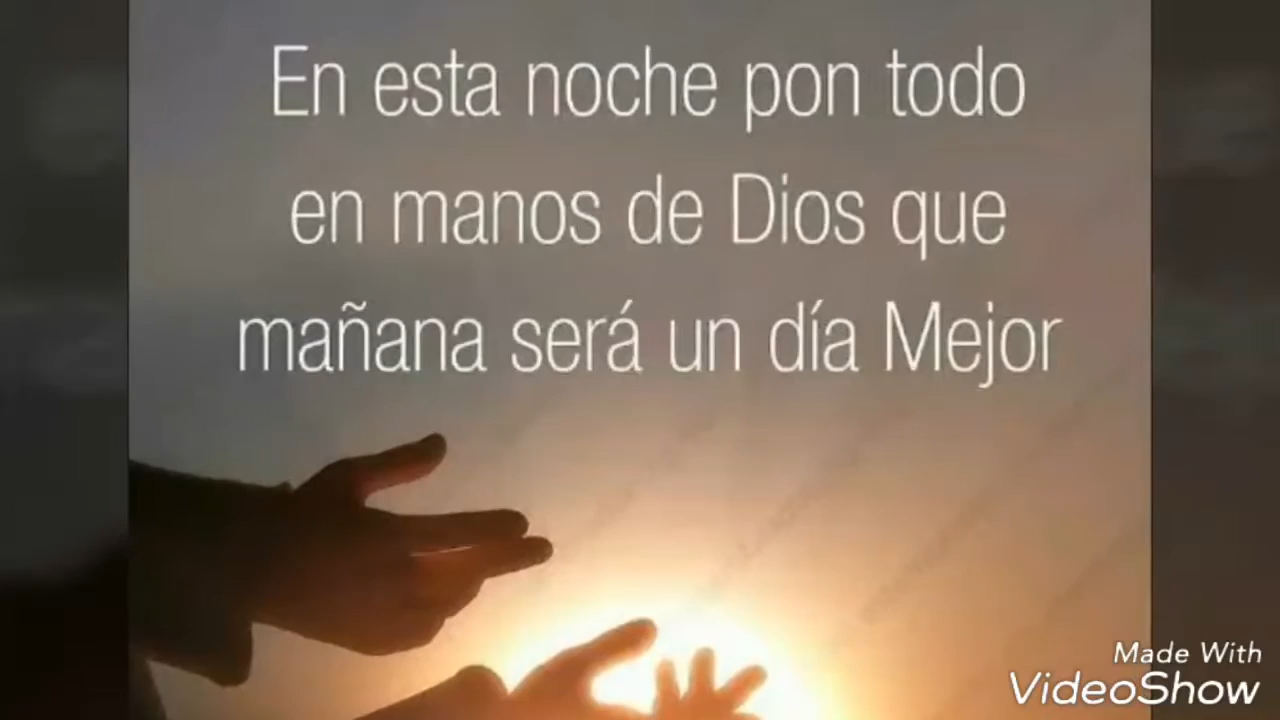 En esta noche pon todo
en manos de Dios que
mañana será un día Mejor
Made With
VideoShow